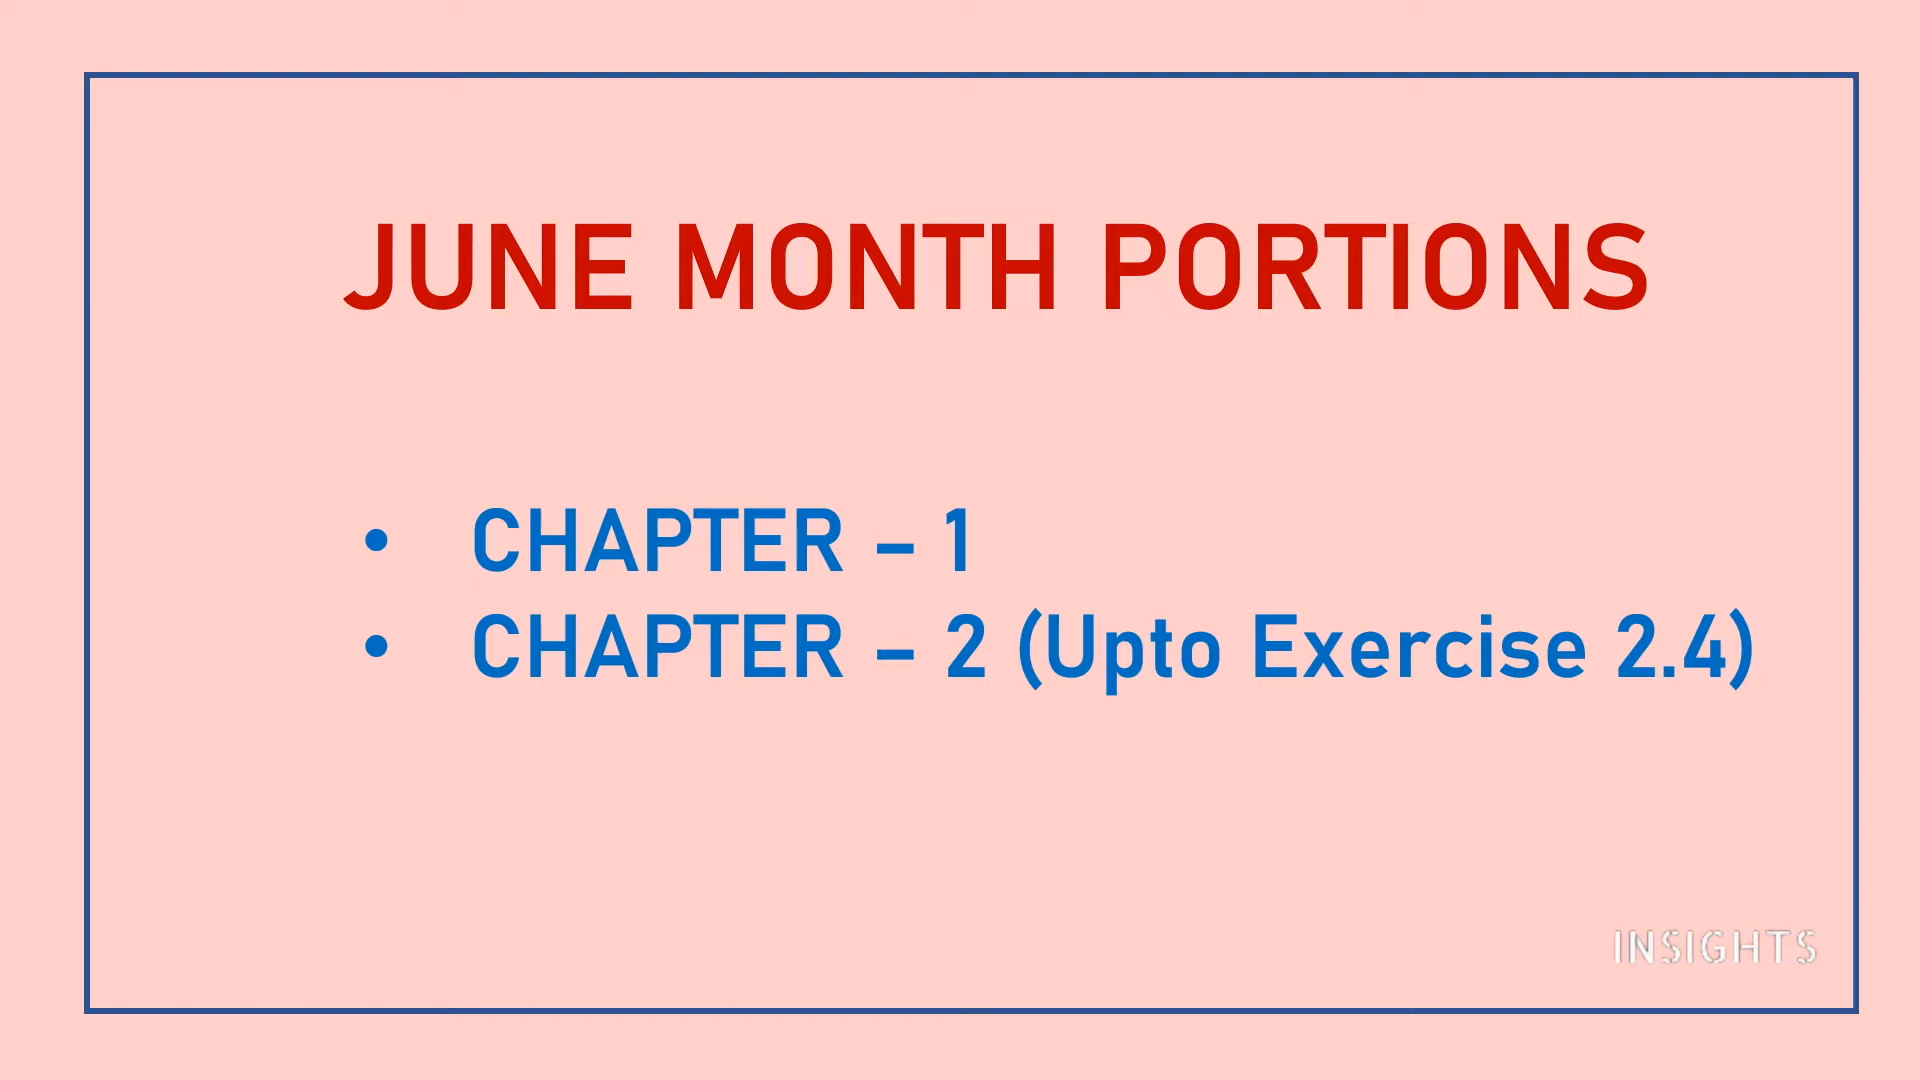 JUNE MONTH PORTIONS
• CHAPTER – 1
• CHAPTER – 2 (Upto Exercise 2.4)
INSIGHTS